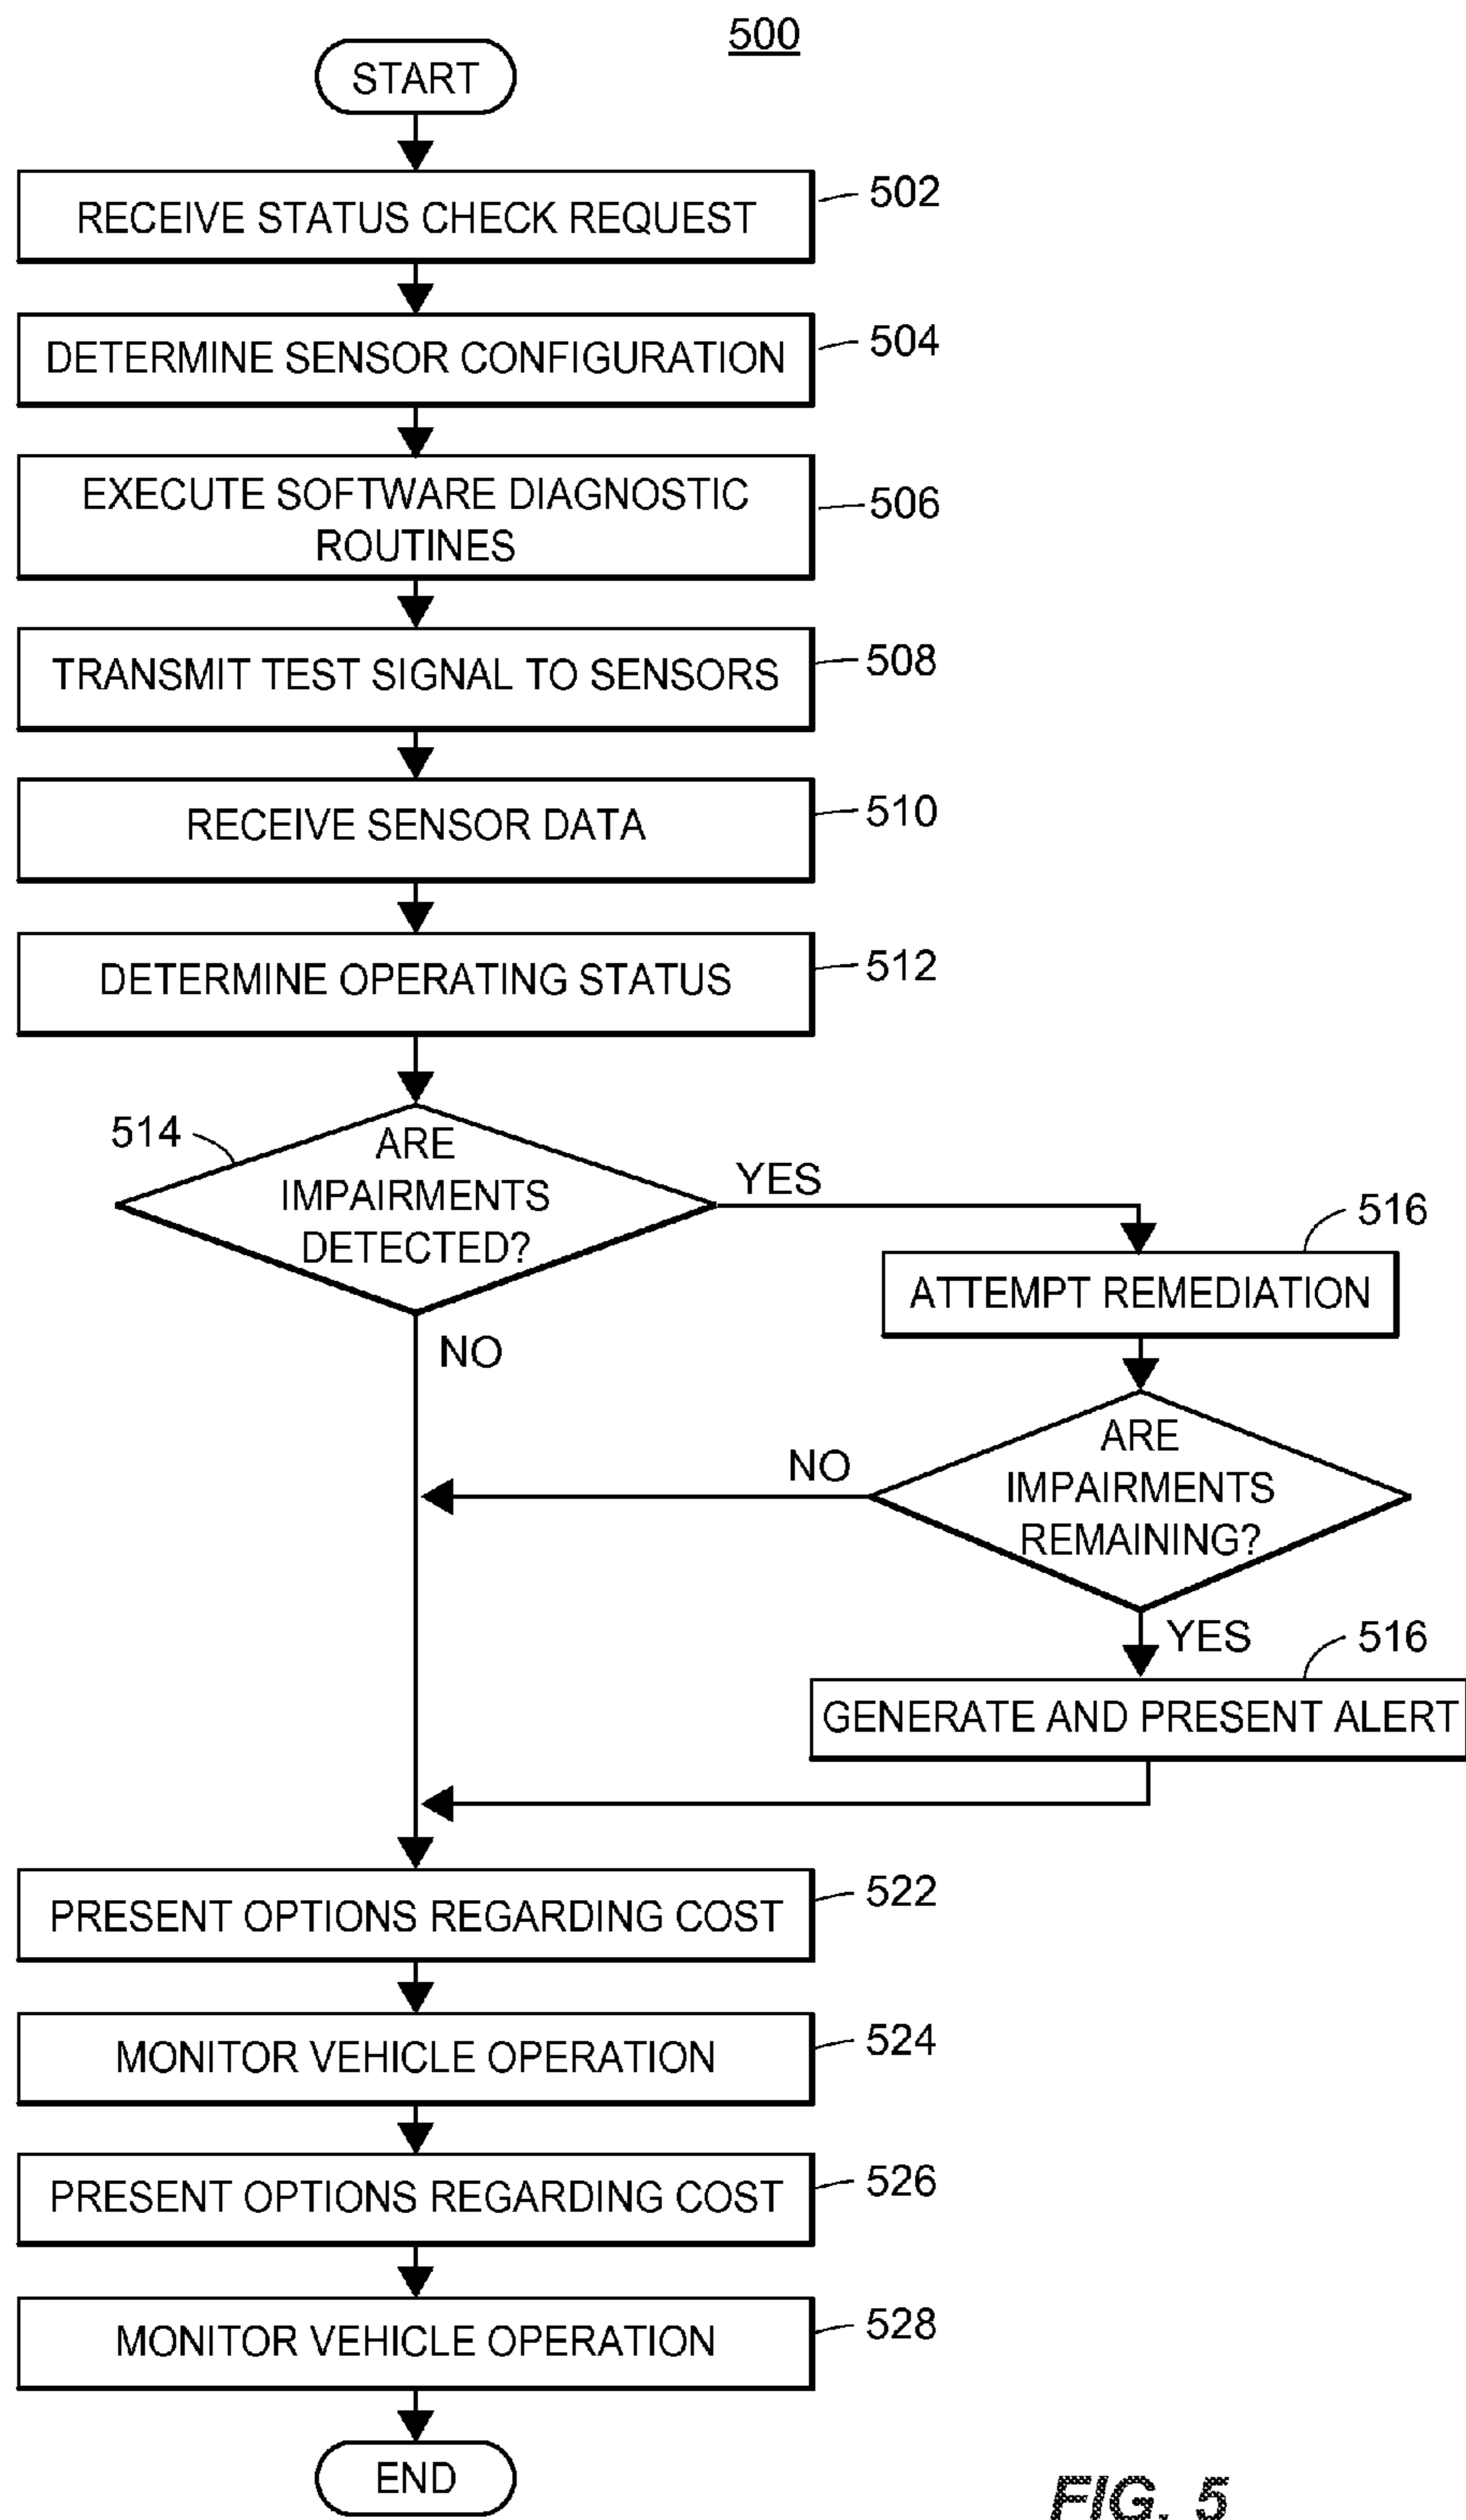 500
START
RECEIVE STATUS CHECK REQUEST
502
DETERMINE SENSOR CONFIGURATION
504
EXECUTE SOFTWARE DIAGNOSTIC
ROUTINES
506
TRANSMIT TEST SIGNAL TO SENSORS
508
RECEIVE SENSOR DATA
510
DETERMINE OPERATING STATUS
512
514
ARE
IMPAIRMENTS
DETECTED?
YES
NO
516
ATTEMPT REMEDIATION
ARE
IMPAIRMENTS
REMAINING?
NO
YES
516
GENERATE AND PRESENT ALERT
PRESENT OPTIONS REGARDING COST
522
MONITOR VEHICLE OPERATION
524
PRESENT OPTIONS REGARDING COST
526
MONITOR VEHICLE OPERATION
528
END
FIG. 5